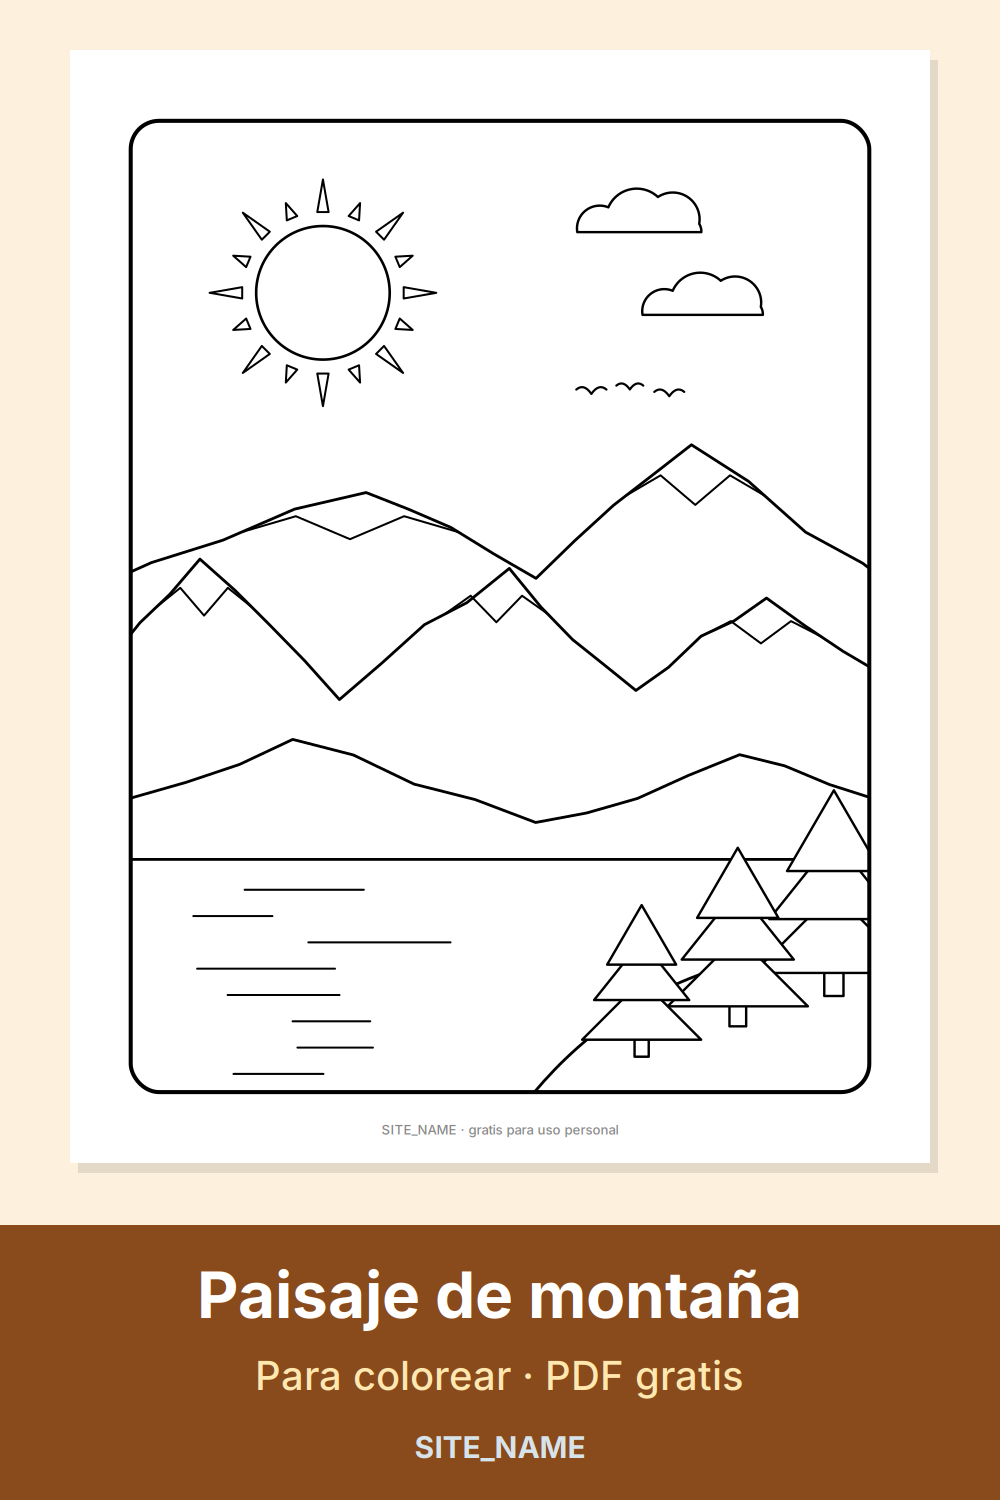 SITE_NAME · gratis para uso personal
Paisaje de montaña
Para colorear · PDF gratis
SITE_NAME